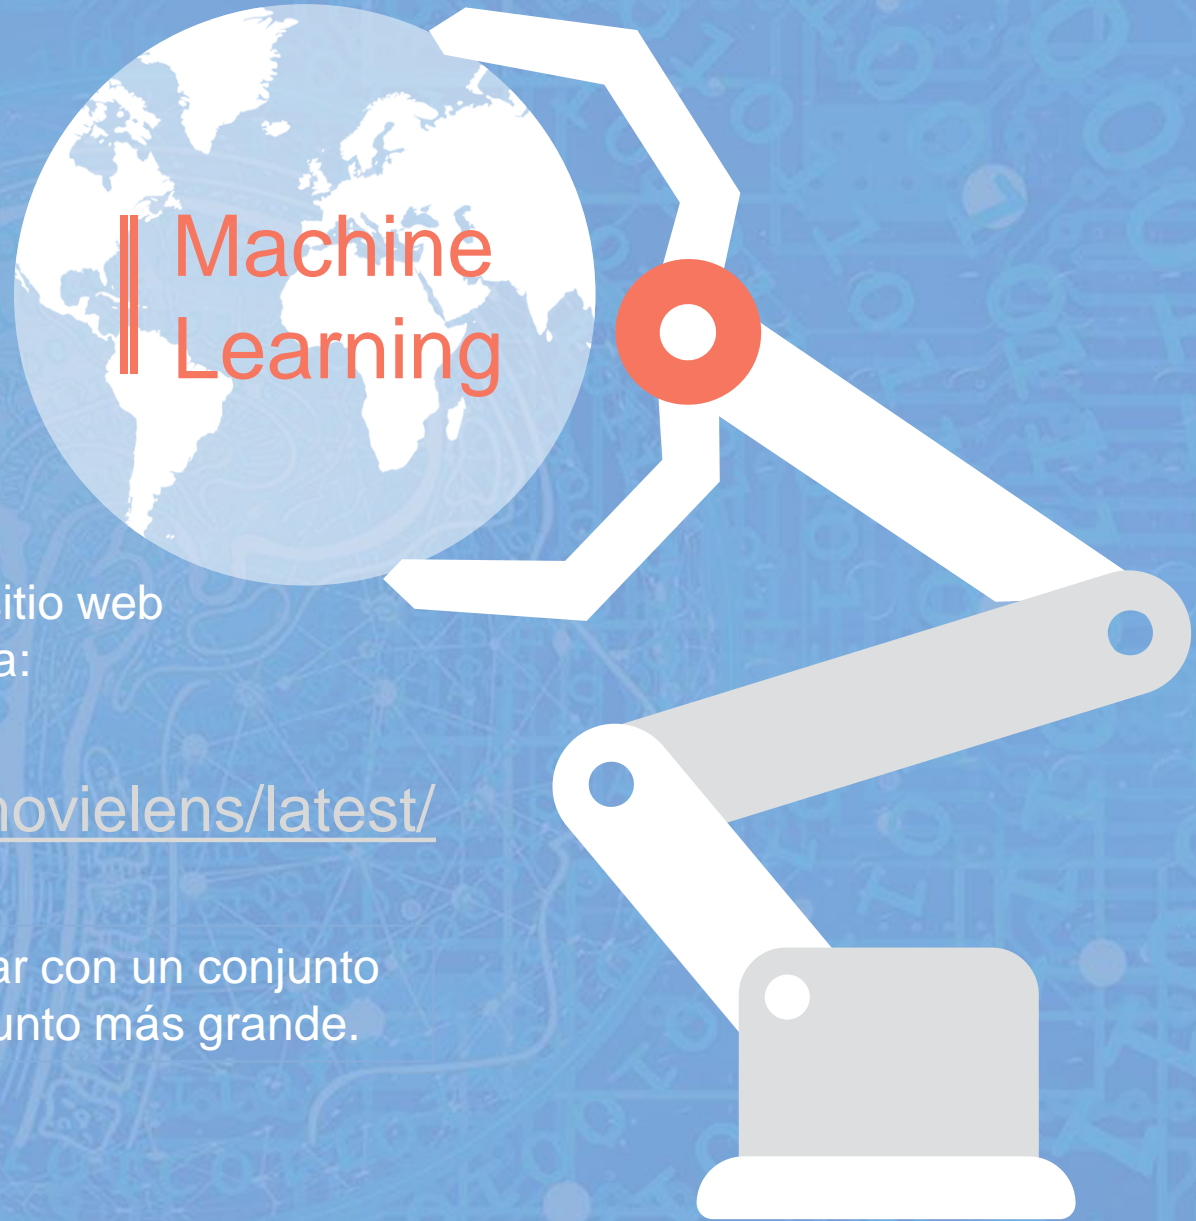 Machine
Learning
itio web
a:
novielens/latest/
ar con un conjunto
unto más grande.